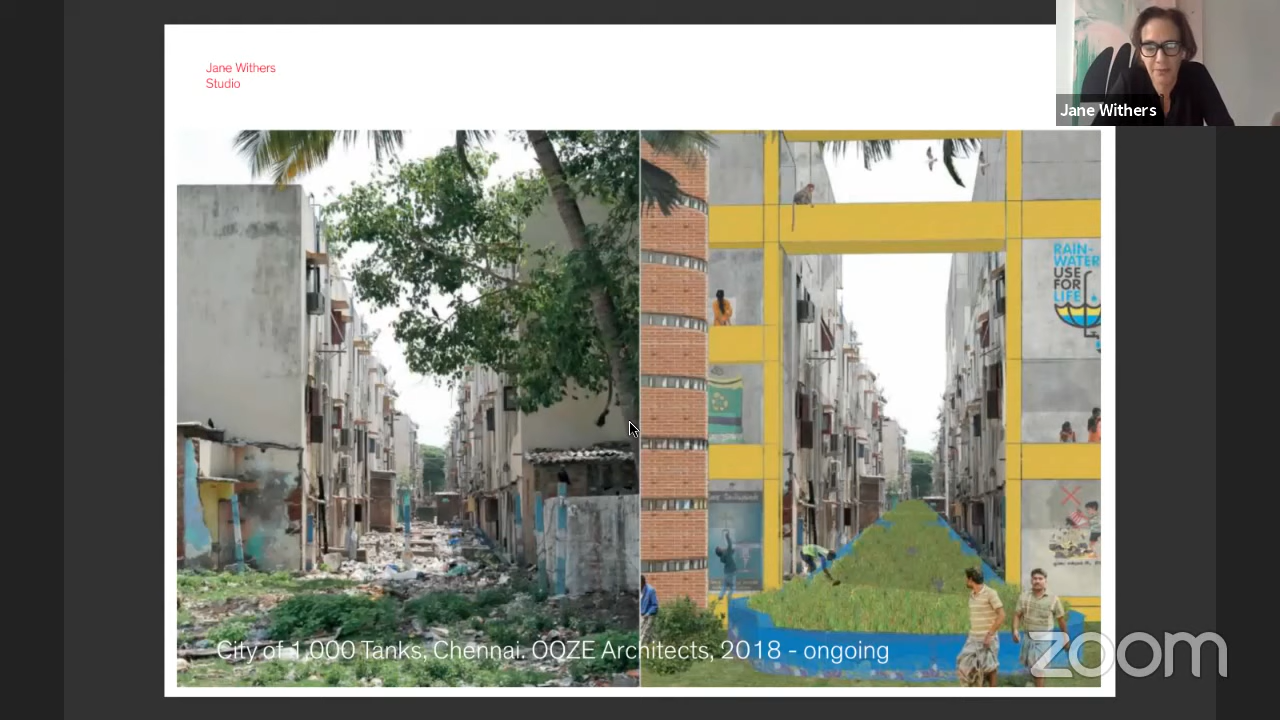 Jane Withers
Studio
Jane Withers
RAIN-
WATER
USE
FOR
LIFE
City of 1,000 Tanks, Chennai. OOZE Architects, 2018 - ongoing
zoom